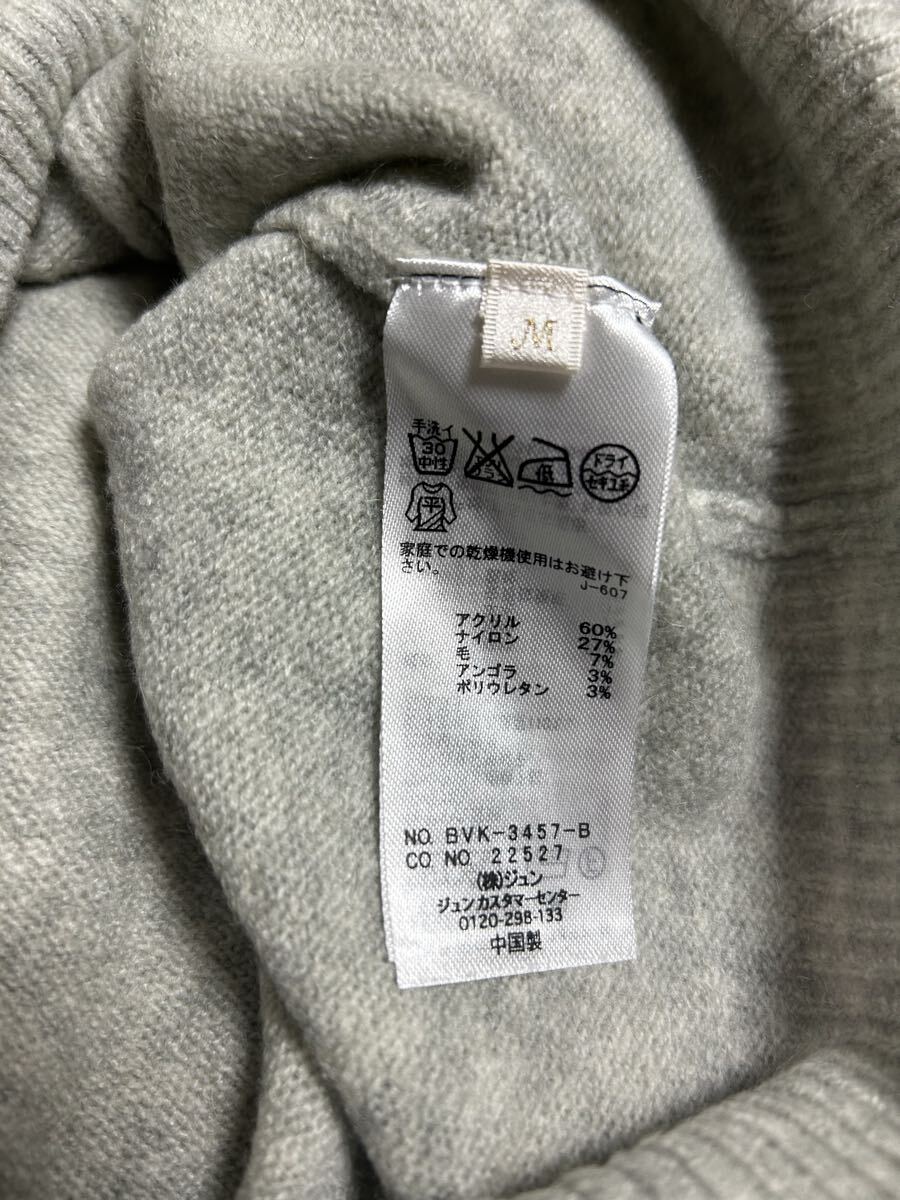 M
手洗イ
30
中性
低
ドライ
セキユ系
平
家庭での乾燥機使用はお避け下
さい。
J-607
アクリル 60%
ナイロン 27%
毛 7%
アンゴラ 3%
ポリウレタン 3%
NO. BVK-3457-B
CO NO 22527
(株)ジュン
ジュンカスタマーセンター
0120-298-133
中国製